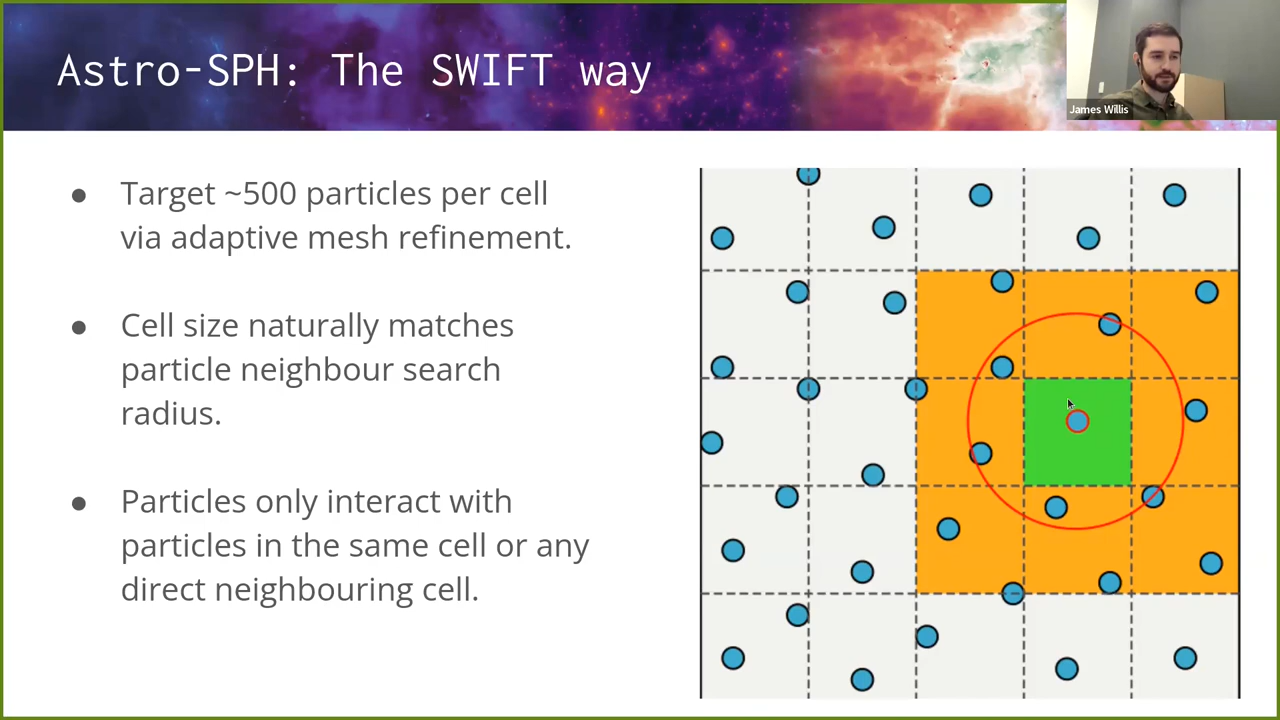 Astro-SPH: The SWIFT way
James Willis
Target ~500 particles per cell
via adaptive mesh refinement.
Cell size naturally matches
particle neighbour search
radius.
Particles only interact with
particles in the same cell or any
direct neighbouring cell.